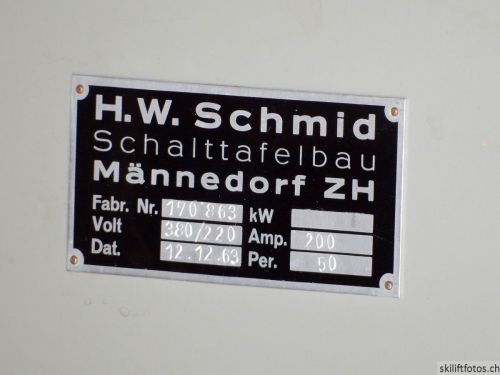 H.W. Schmid
Schalttafelbau
Männedorf ZH
Fabr. Nr. 170'863 kW
Volt 380/220 Amp. 200
Dat. 12.12.63 Per. 50
skiliftfotos.ch